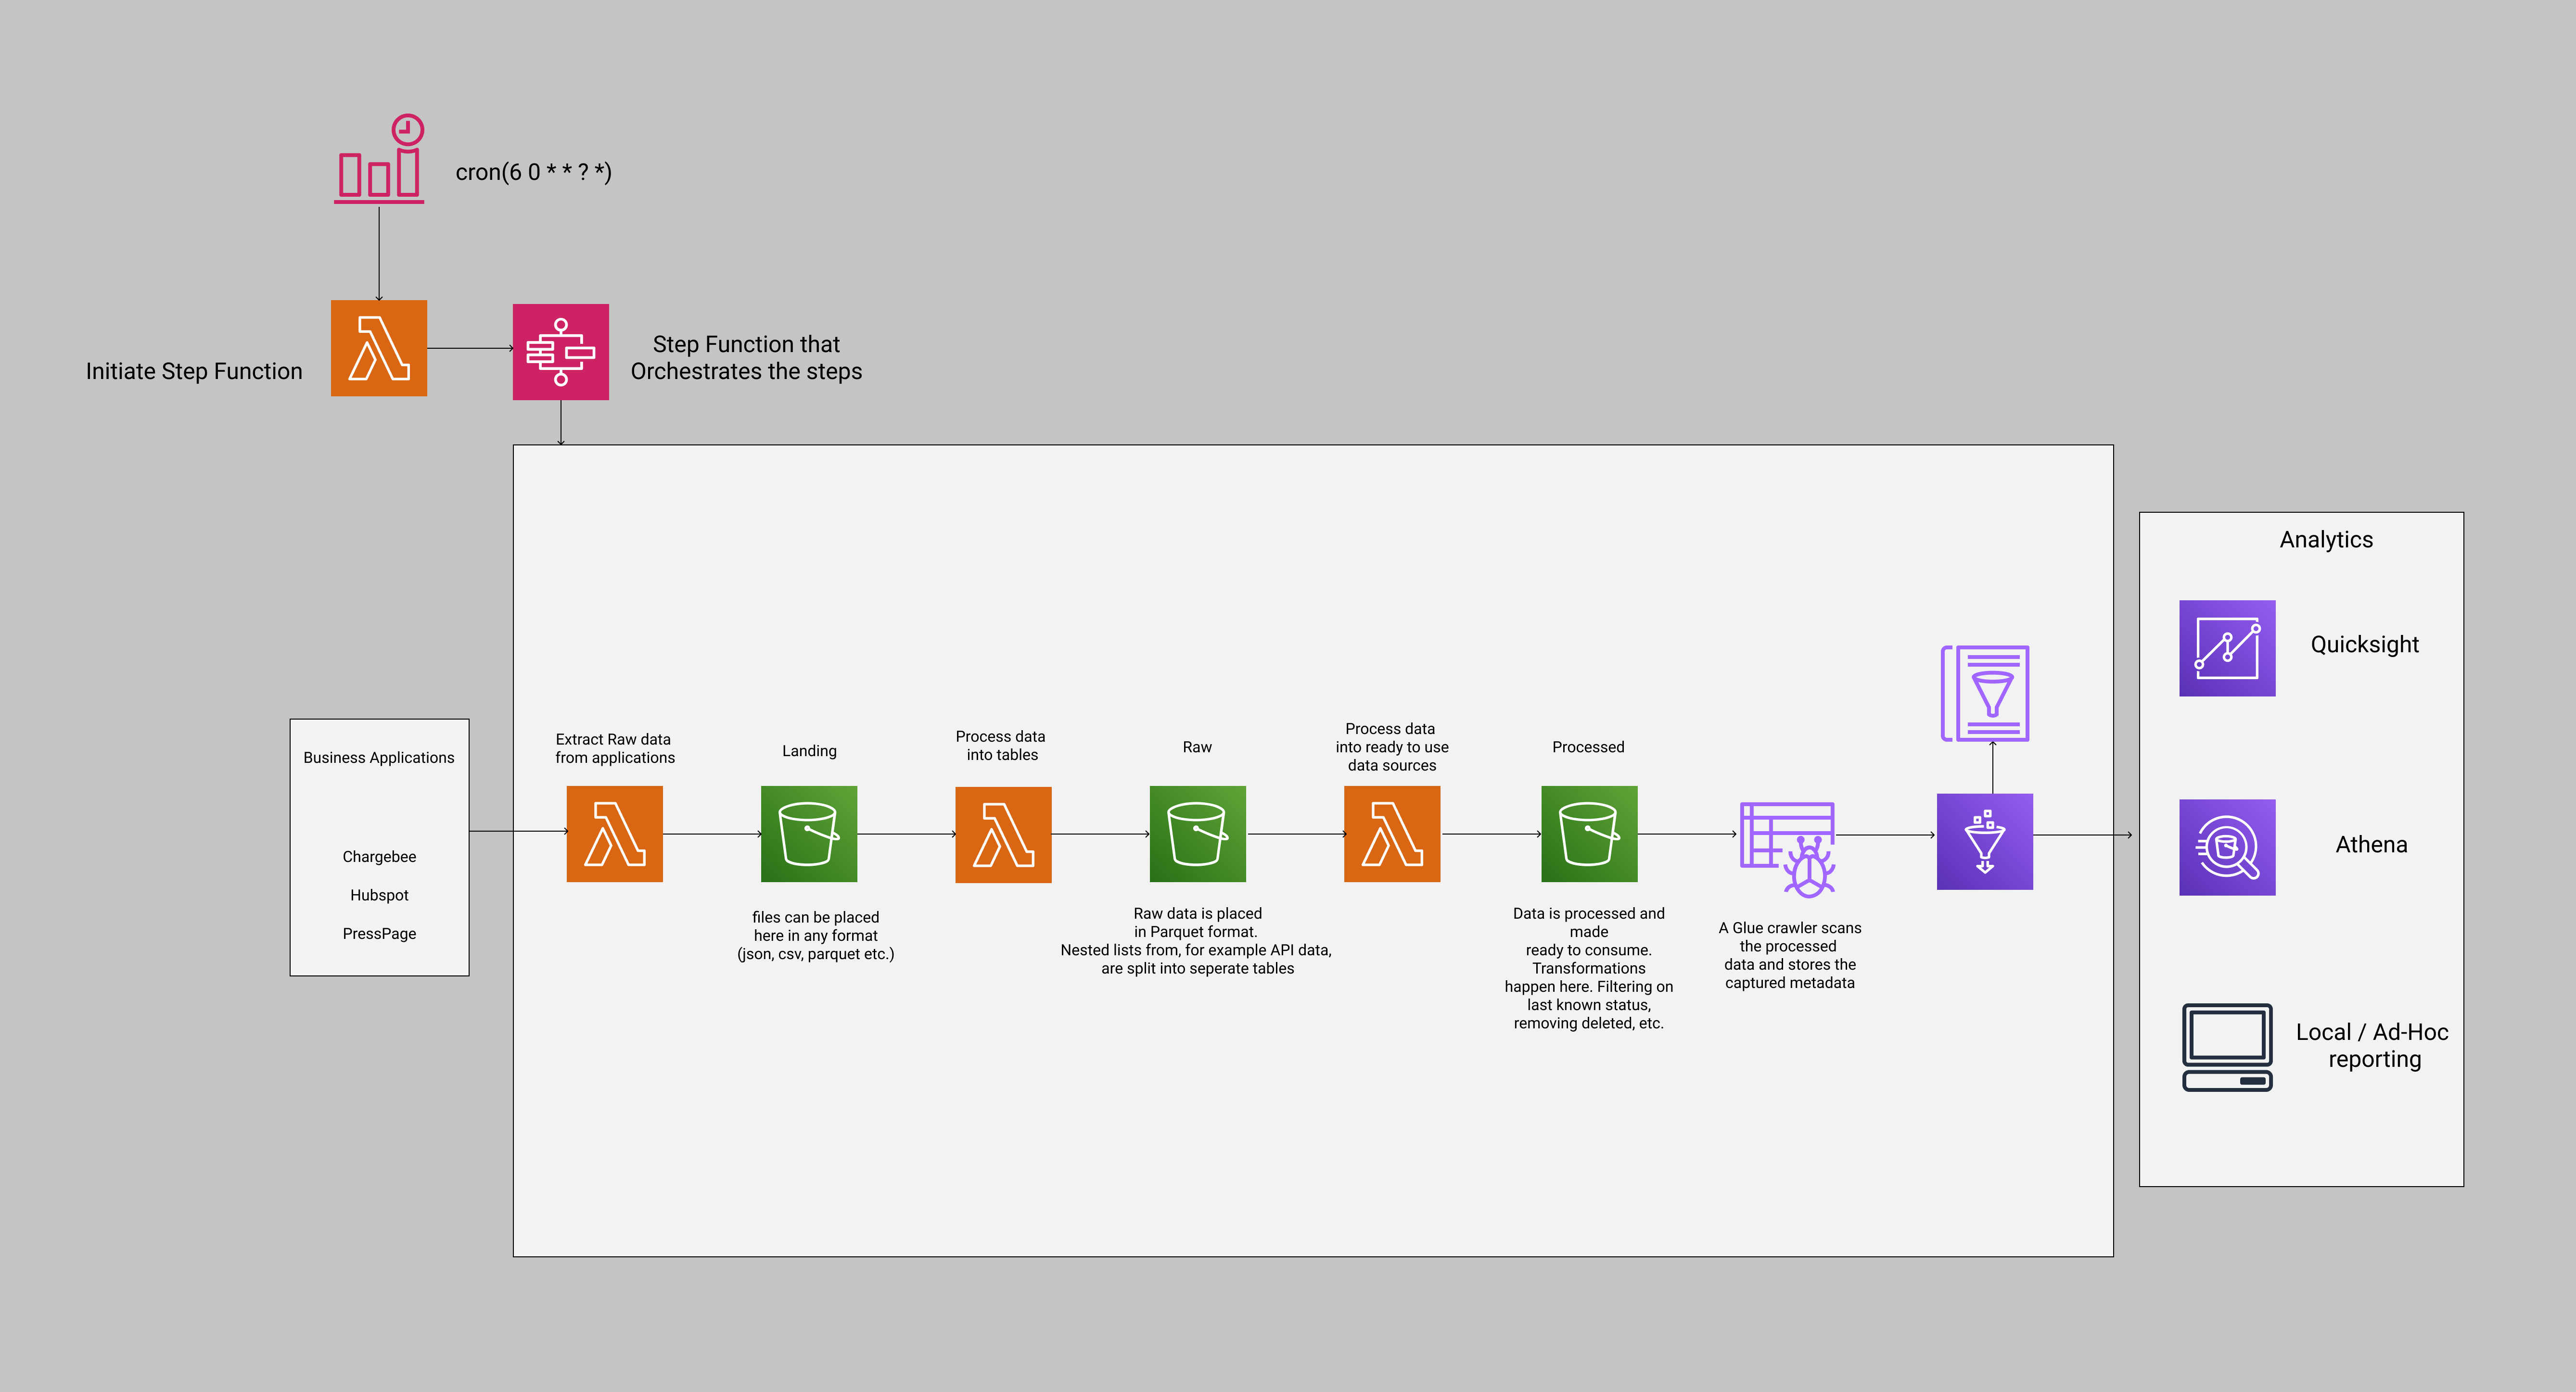 cron(6 0 * * ? *)
Initiate Step Function
Step Function that
Orchestrates the steps
Business Applications
Chargebee
Hubspot
PressPage
Extract Raw data
from applications
Landing
files can be placed
here in any format
(json, csv, parquet etc.)
Process data
into tables
Raw
Raw data is placed
in Parquet format.
Nested lists from, for example API data,
are split into seperate tables
Process data
into ready to use
data sources
Processed
Data is processed and
made
ready to consume.
Transformations
happen here. Filtering on
last known status,
removing deleted, etc.
A Glue crawler scans
the processed
data and stores the
captured metadata
Analytics
Quicksight
Athena
Local / Ad-Hoc
reporting